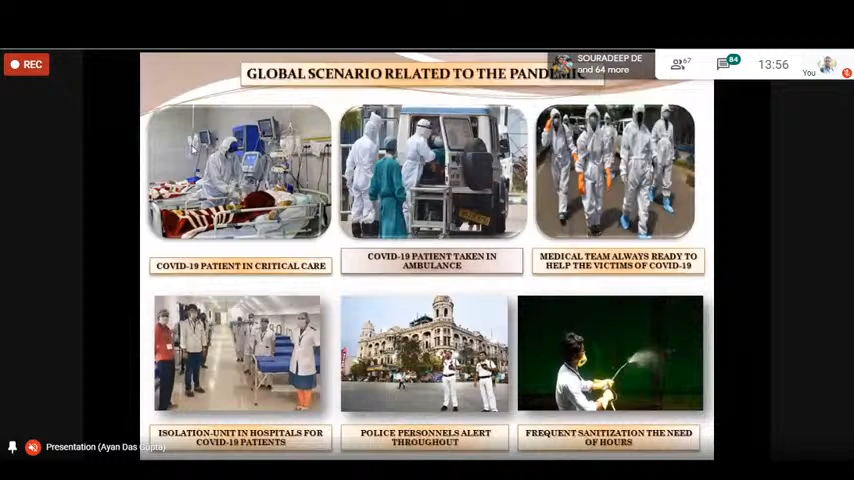 REC
SOURADEEP DE
and 64 more
67
84
13:56
You
GLOBAL SCENARIO RELATED TO THE
COVID-19 PATIENT IN CRITICAL CARE
COVID-19 PATIENT TAKEN IN
AMBULANCE
MEDICAL TEAM ALWAYS READY TO
HELP THE VICTIMS OF COVID-19
ISOLATION-UNIT IN HOSPITALS FOR
COVID-19 PATIENTS
POLICE PERSONNELS ALERT
THROUGHOUT
FREQUENT SANITIZATION THE NEED
OF HOURS
Presentation (Ayan Das Gupta)